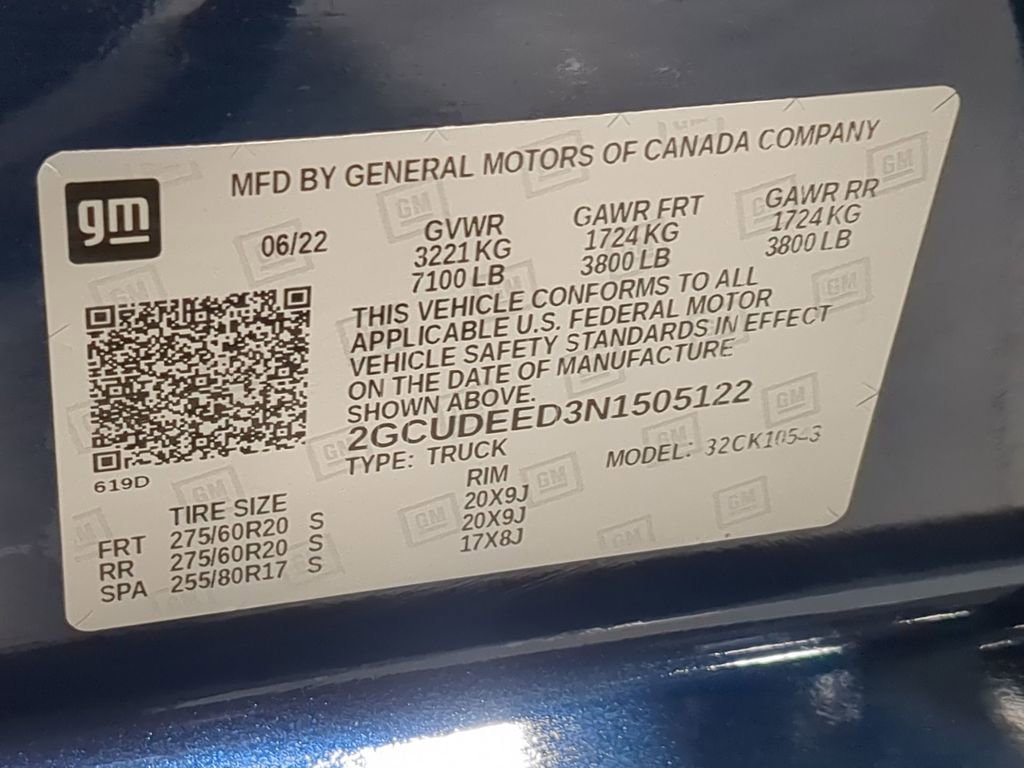 gm
MFD BY GENERAL MOTORS OF CANADA COMPANY
06/22
GVWR
3221 KG
7100 LB
GAWR FRT
1724 KG
3800 LB
GAWR RR
1724 KG
3800 LB
THIS VEHICLE CONFORMS TO ALL
APPLICABLE U.S. FEDERAL MOTOR
VEHICLE SAFETY STANDARDS IN EFFECT
ON THE DATE OF MANUFACTURE
SHOWN ABOVE.
2GCUDEED3N1505122
TYPE: TRUCK
MODEL:
619D
TIRE SIZE RIM
FRT 275/60R20 S 20X9J
RR 275/60R20 S 20X9J
SPA 255/80R17 S 17X8J